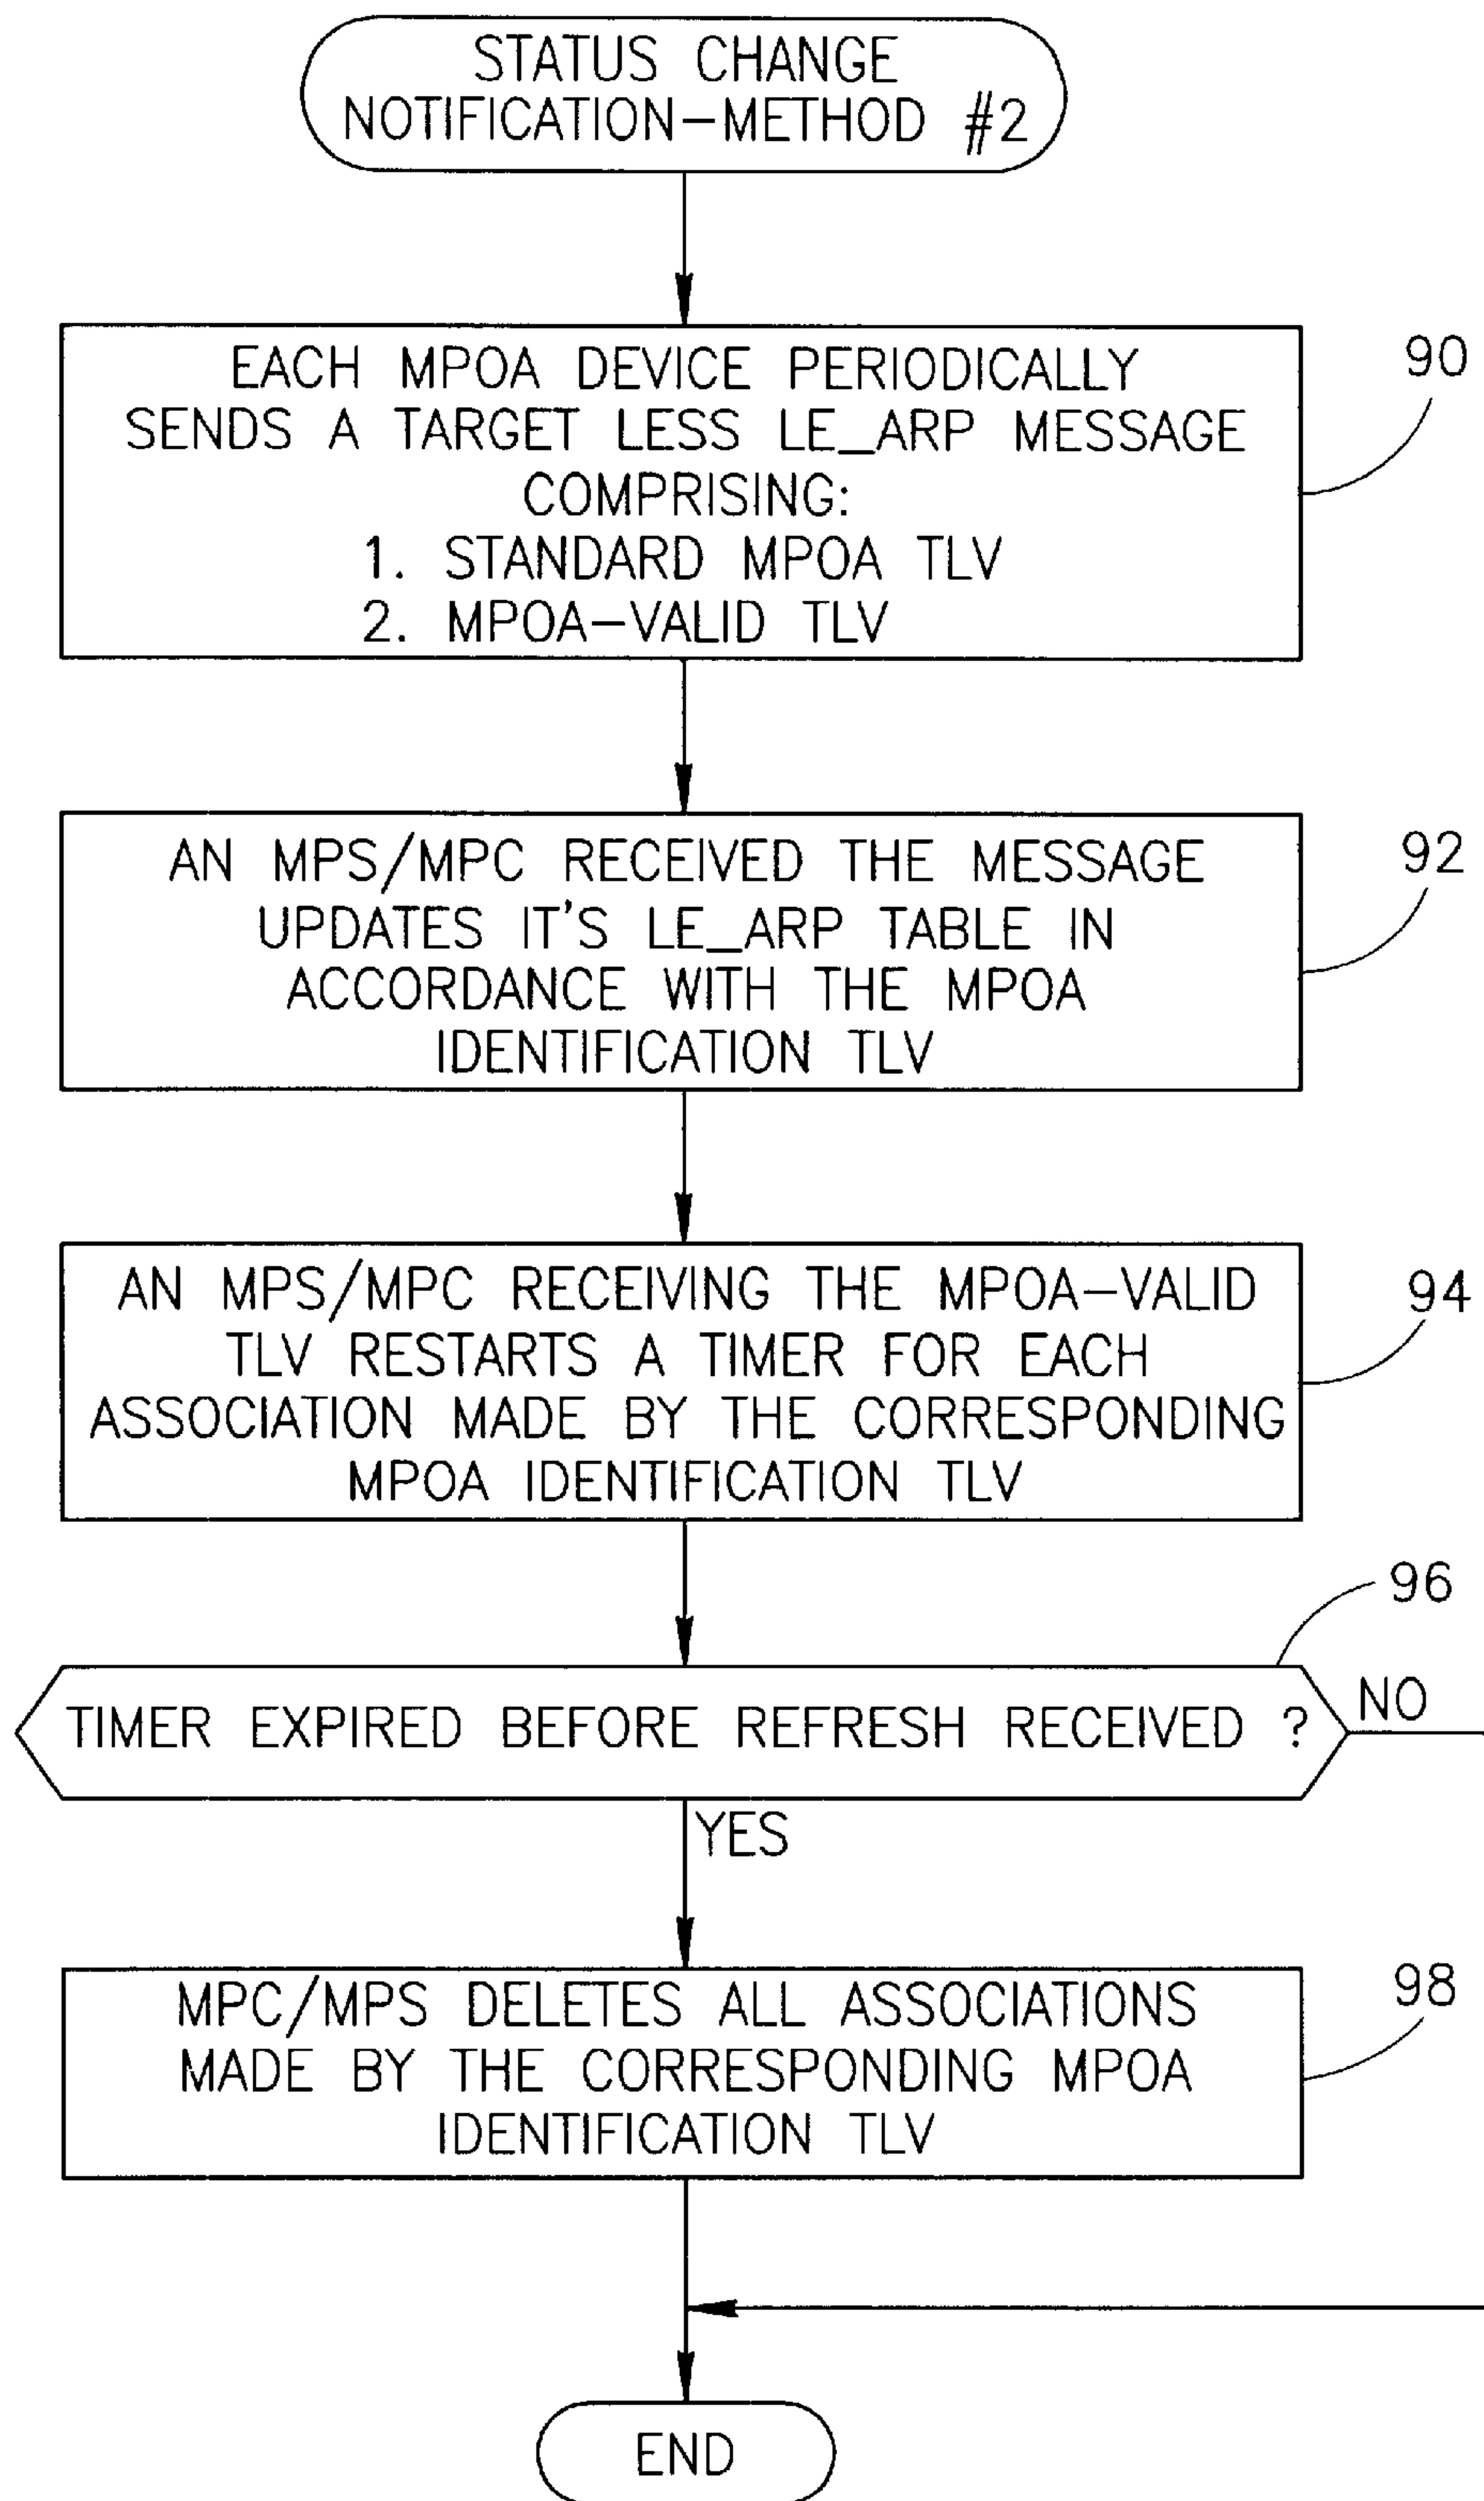 STATUS CHANGE
NOTIFICATION-METHOD #2
EACH MPOA DEVICE PERIODICALLY
SENDS A TARGET LESS LE_ARP MESSAGE
COMPRISING:
1. STANDARD MPOA TLV
2. MPOA-VALID TLV
90
AN MPS/MPC RECEIVED THE MESSAGE
UPDATES IT'S LE_ARP TABLE IN
ACCORDANCE WITH THE MPOA
IDENTIFICATION TLV
92
AN MPS/MPC RECEIVING THE MPOA-VALID
TLV RESTARTS A TIMER FOR EACH
ASSOCIATION MADE BY THE CORRESPONDING
MPOA IDENTIFICATION TLV
94
96
TIMER EXPIRED BEFORE REFRESH RECEIVED ?
NO
YES
MPC/MPS DELETES ALL ASSOCIATIONS
MADE BY THE CORRESPONDING MPOA
IDENTIFICATION TLV
98
END